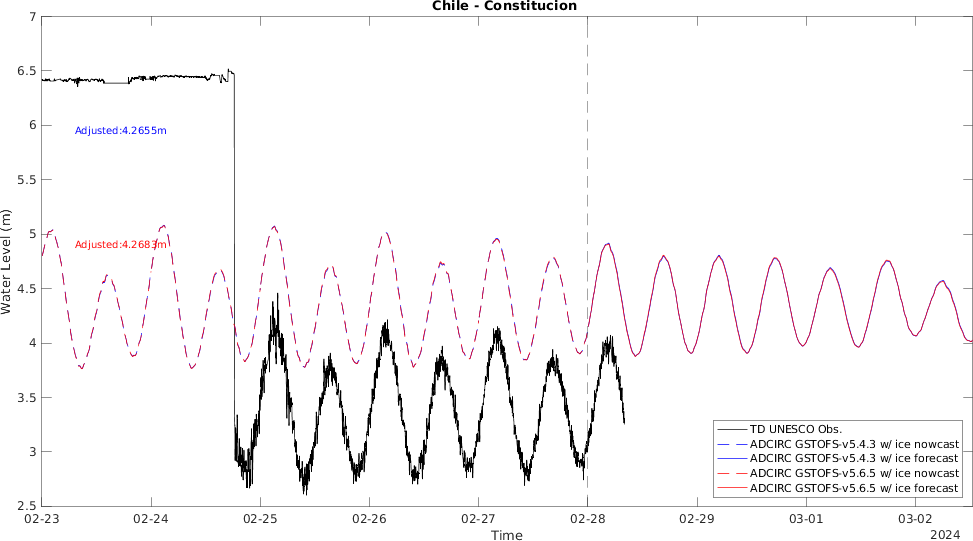 Chile - Constitucion
7
6.5
6
5.5
5
4.5
4
3.5
3
2.5
Water Level (m)
Adjusted:4.2655m
Adjusted:4.2683m
TD UNESCO Obs.
ADCIRC GSTOFS-v5.4.3 w/ ice nowcast
ADCIRC GSTOFS-v5.4.3 w/ ice forecast
ADCIRC GSTOFS-v5.6.5 w/ ice nowcast
ADCIRC GSTOFS-v5.6.5 w/ ice forecast
02-23 02-24 02-25 02-26 02-27 02-28 02-29 03-01 03-02
Time
2024